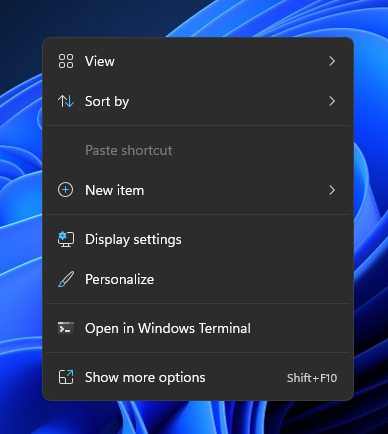 View
Sort by
Paste shortcut
New item
Display settings
Personalize
Open in Windows Terminal
Show more options Shift+F10